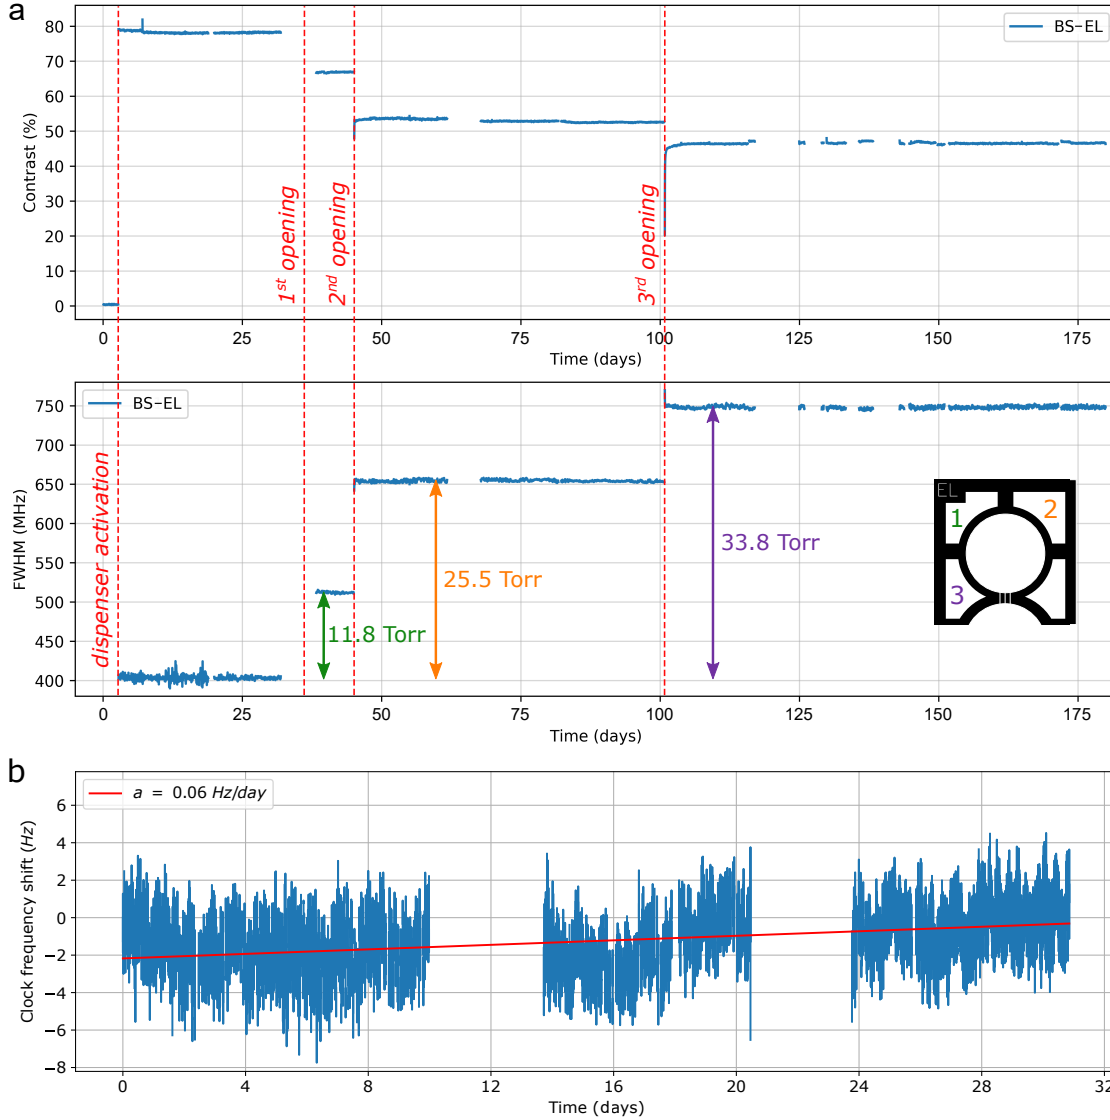 a
BS−EL
80
70
60
50
40
30
20
10
0
Contrast (%)
1st opening
2nd opening
3rd opening
0 25 50 75 100 125 150 175
Time (days)
BS−EL
750
700
650
600
550
500
450
400
FWHM (MHz)
dispenser activation
11.8 Torr
25.5 Torr
33.8 Torr
EL
1
2
3
0 25 50 75 100 125 150 175
Time (days)
b
a = 0.06 Hz/day
6
4
2
0
−2
−4
−6
−8
Clock frequency shift (Hz)
0 4 8 12 16 20 24 28 32
Time (days)